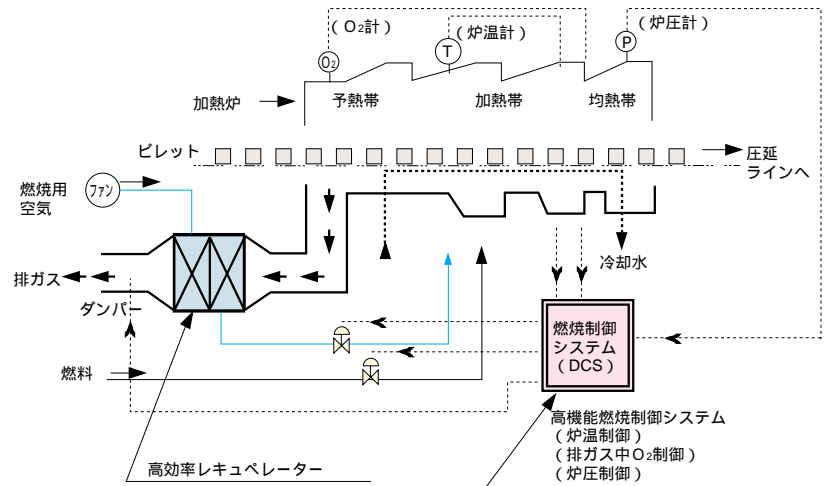 （O₂計）
（炉温計）
（炉圧計）
O₂
T
P
加熱炉
予熱帯
加熱帯
均熱帯
ビレット
圧延
ラインへ
燃焼用
空気
ファン
冷却水
排ガス
ダンパー
燃焼制御
システム
（DCS）
燃料
高機能燃焼制御システム
（炉温制御）
（排ガス中O₂制御）
（炉圧制御）
高効率レキュペレーター